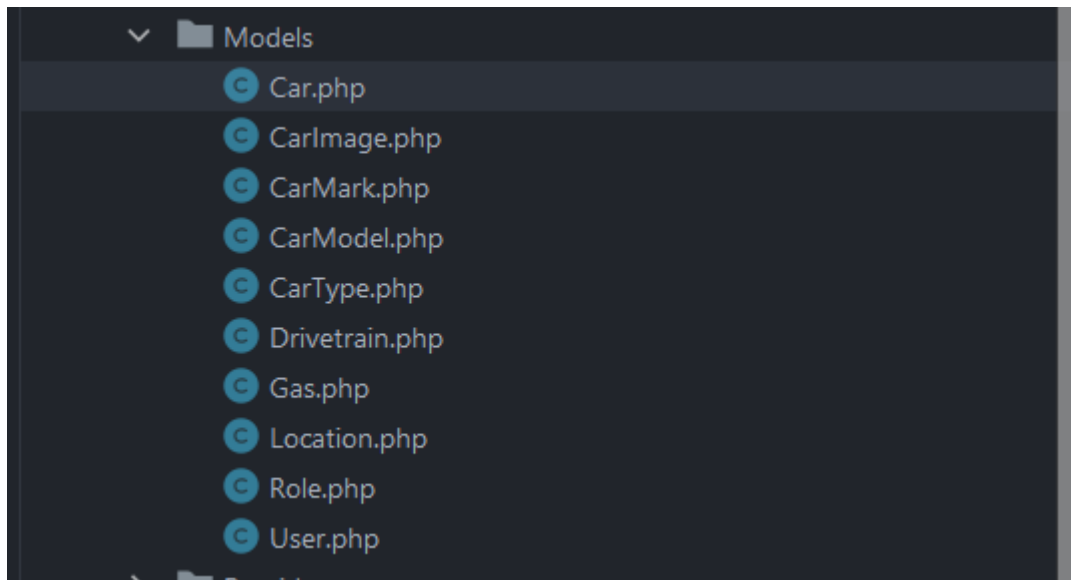 Models
C Car.php
C CarImage.php
C CarMark.php
C CarModel.php
C CarType.php
C Drivetrain.php
C Gas.php
C Location.php
C Role.php
C User.php